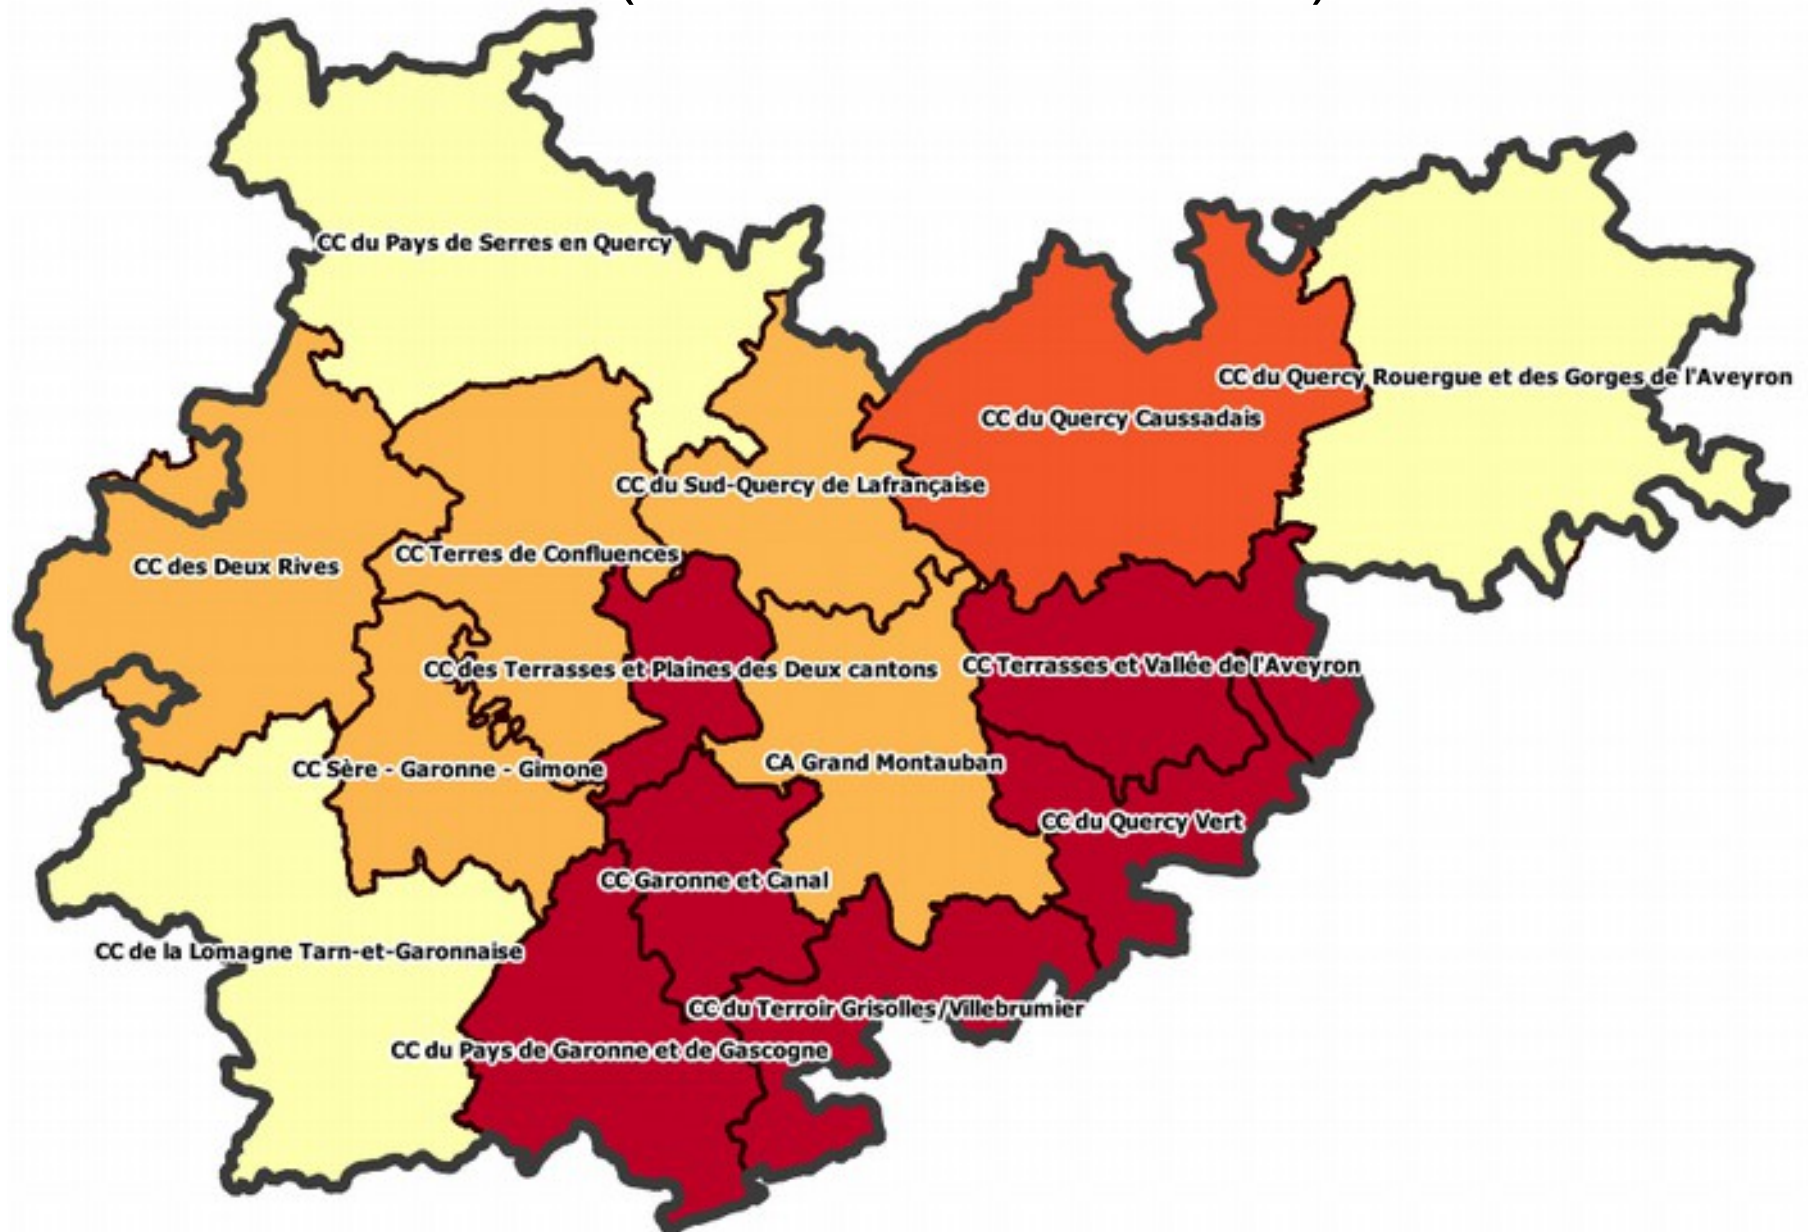 CC du Pays de Serres en Quercy
CC du Quercy Rouergue et des Gorges de l'Aveyron
CC du Quercy Caussadais
CC du Sud-Quercy de Lafrançaise
CC Terres de Confluences
CC des Deux Rives
CC des Terrasses et Plaines des Deux cantons
CC Terrasses et Vallée de l'Aveyron
CA Grand Montauban
CC Sère - Garonne - Gimone
CC du Quercy Vert
CC Garonne et Canal
CC de la Lomagne Tarn-et-Garonnaise
CC du Terroir Grisolles/Villebrumier
CC du Pays de Garonne et de Gascogne